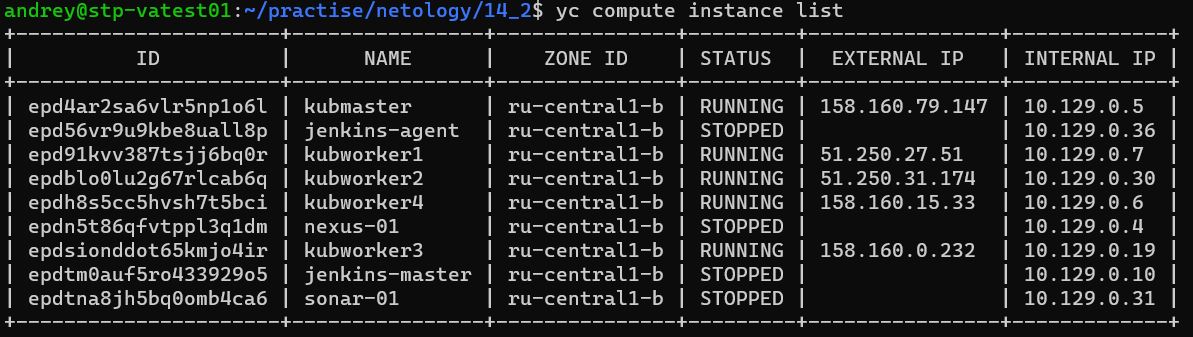 andrey@stp-vatest01:~/practise/netology/14_2$ yc compute instance list
+----------------------+----------------+---------------+---------+----------------+-------------+
| ID | NAME | ZONE ID | STATUS | EXTERNAL IP | INTERNAL IP |
+----------------------+----------------+---------------+---------+----------------+-------------+
| epd4ar2sa6vlr5np1o6l | kubmaster | ru-central1-b | RUNNING | 158.160.79.147 | 10.129.0.5 |
| epd56vr9u9kbe8uall8p | jenkins-agent | ru-central1-b | STOPPED | | 10.129.0.36 |
| epd91kvv387tsjj6bq0r | kubworker1 | ru-central1-b | RUNNING | 51.250.27.51 | 10.129.0.7 |
| epdblo0lu2g67rlcab6q | kubworker2 | ru-central1-b | RUNNING | 51.250.31.174 | 10.129.0.30 |
| epdh8s5cc5hvsh7t5bci | kubworker4 | ru-central1-b | RUNNING | 158.160.15.33 | 10.129.0.6 |
| epdn5t86qfvtppl3q1dm | nexus-01 | ru-central1-b | STOPPED | | 10.129.0.4 |
| epdsionddot65kmjo4ir | kubworker3 | ru-central1-b | RUNNING | 158.160.0.232 | 10.129.0.19 |
| epdtm0auf5ro433929o5 | jenkins-master | ru-central1-b | STOPPED | | 10.129.0.10 |
| epdtna8jh5bq0omb4ca6 | sonar-01 | ru-central1-b | STOPPED | | 10.129.0.31 |
+----------------------+----------------+---------------+---------+----------------+-------------+